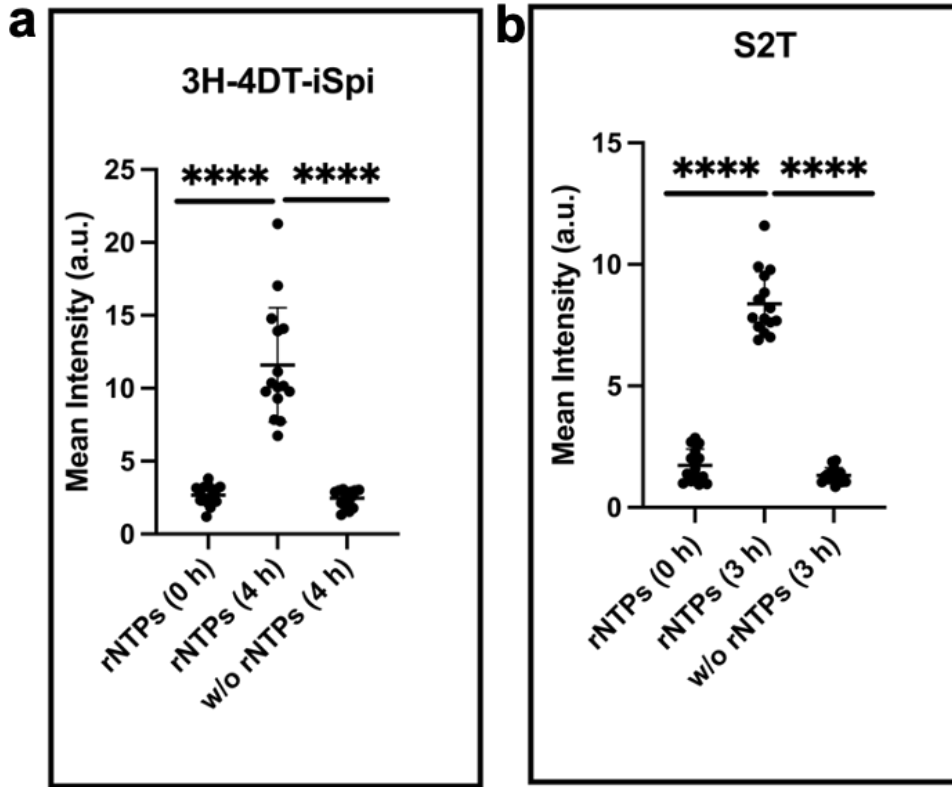 a
3H-4DT-iSpi
**** ****
Mean Intensity (a.u.)
25
20
15
10
5
0
rNTPs (0 h)
rNTPs (4 h)
w/o rNTPs (4 h)
b
S2T
**** ****
Mean Intensity (a.u.)
15
10
5
0
rNTPs (0 h)
rNTPs (3 h)
w/o rNTPs (3 h)